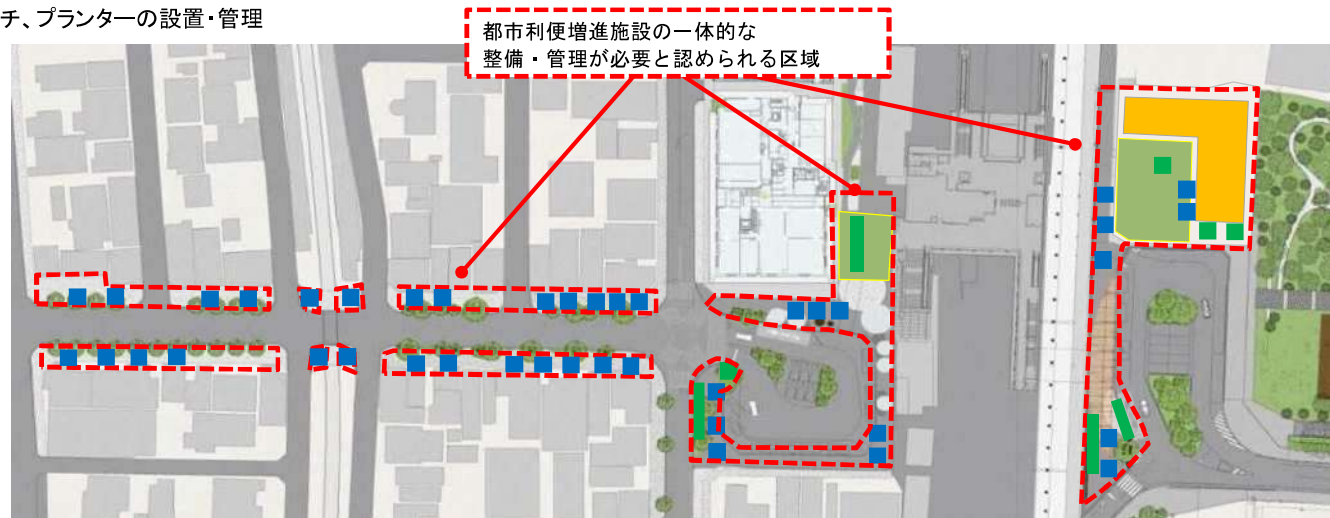 チ、プランターの設置・管理
都市利便増進施設の一体的な
整備・管理が必要と認められる区域